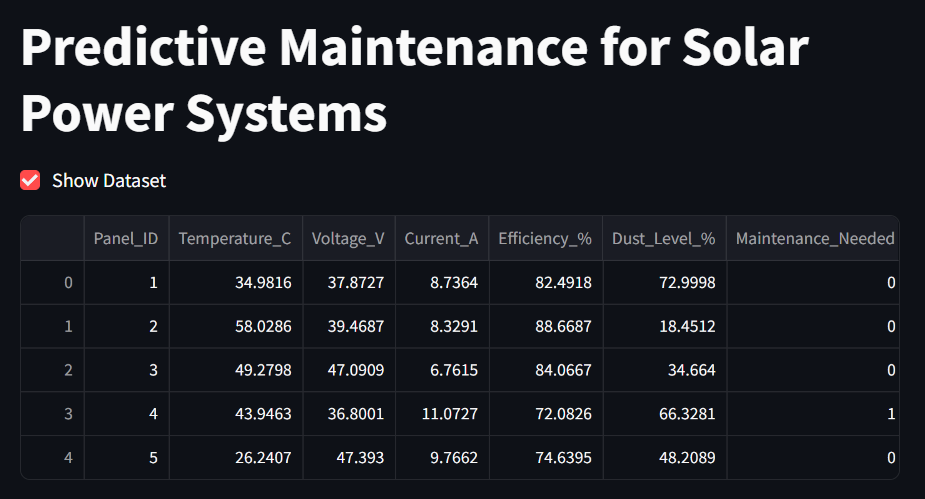 Predictive Maintenance for Solar
Power Systems
Show Dataset
Panel_ID Temperature_C Voltage_V Current_A Efficiency_% Dust_Level_% Maintenance_Needed
0 1 34.9816 37.8727 8.7364 82.4918 72.9998 0
1 2 58.0286 39.4687 8.3291 88.6687 18.4512 0
2 3 49.2798 47.0909 6.7615 84.0667 34.664 0
3 4 43.9463 36.8001 11.0727 72.0826 66.3281 1
4 5 26.2407 47.393 9.7662 74.6395 48.2089 0